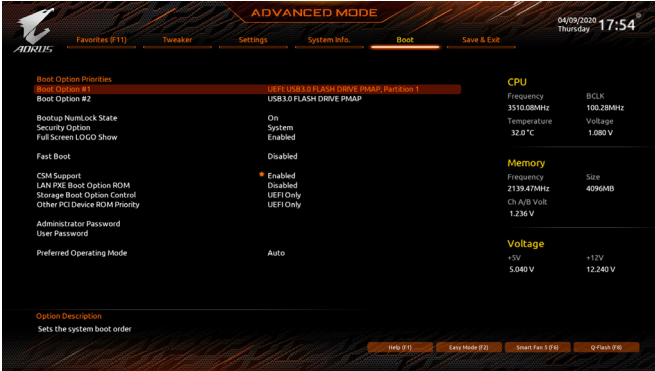 ADVANCED MODE
04/09/2020 Thursday 17:54
AORUS
Favorites (F11) Tweaker Settings System Info. Boot Save & Exit
Boot Option Priorities
Boot Option #1 UEFI: USB3.0 FLASH DRIVE PMAP, Partition 1
Boot Option #2 USB3.0 FLASH DRIVE PMAP
Bootup NumLock State On
Security Option System
Full Screen LOGO Show Enabled
Fast Boot Disabled
CSM Support Enabled
LAN PXE Boot Option ROM Disabled
Storage Boot Option Control UEFI Only
Other PCI Device ROM Priority UEFI Only
Administrator Password
User Password
Preferred Operating Mode Auto
CPU
Frequency BCLK
3510.08MHz 100.28MHz
Temperature Voltage
32.0 °C 1.080 V
Memory
Frequency Size
2139.47MHz 4096MB
Ch A/B Volt
1.236 V
Voltage
+5V +12V
5.040 V 12.240 V
Option Description
Sets the system boot order
Help (F1) Easy Mode (F2) Smart Fan 5 (F6) Q-Flash (F8)